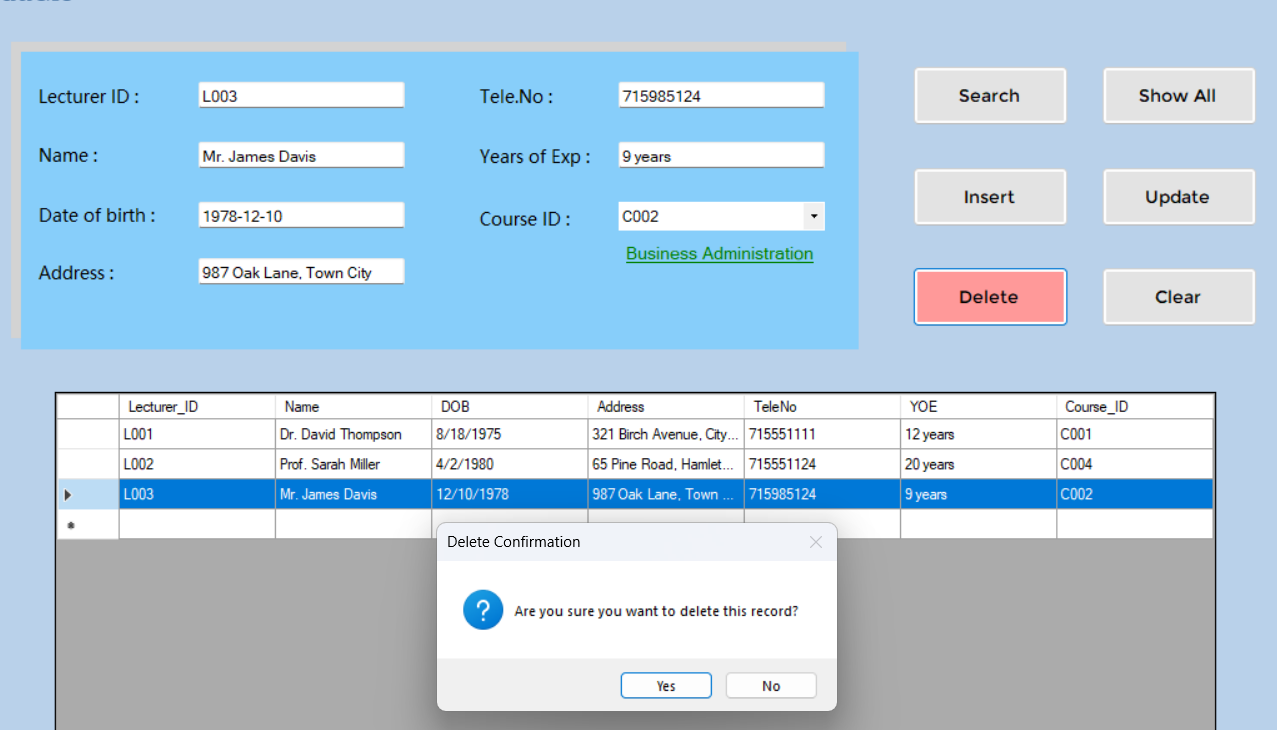 Lecturer ID : L003 Tele.No : 715985124
Name : Mr. James Davis Years of Exp : 9 years
Date of birth : 1978-12-10 Course ID : C002
Business Administration
Address : 987 Oak Lane, Town City
Search Show All
Insert Update
Delete Clear
Lecturer_ID Name DOB Address TeleNo YOE Course_ID
L001 Dr. David Thompson 8/18/1975 321 Birch Avenue, City... 715551111 12 years C001
L002 Prof. Sarah Miller 4/2/1980 65 Pine Road, Hamlet... 715551124 20 years C004
L003 Mr. James Davis 12/10/1978 987 Oak Lane, Town ... 715985124 9 years C002
Delete Confirmation
Are you sure you want to delete this record?
Yes No